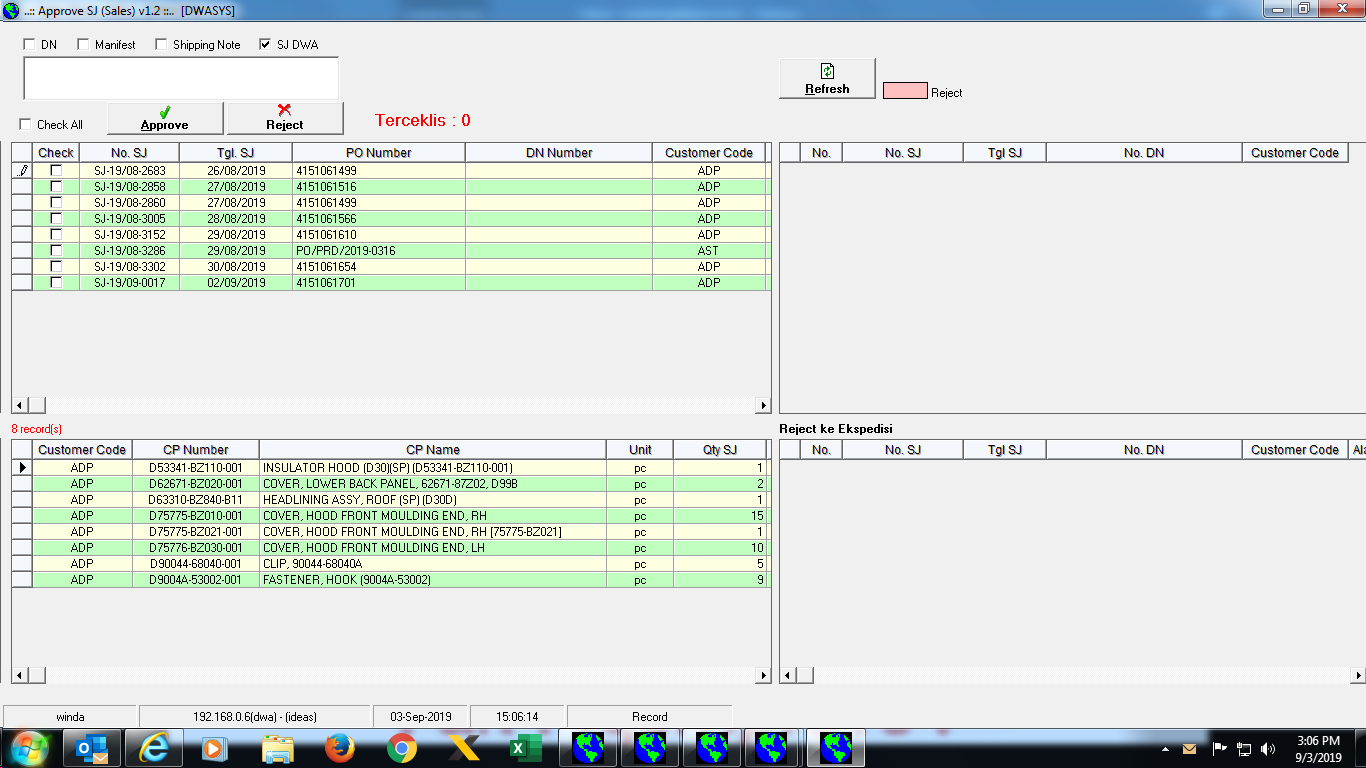 ..:: Approve SJ (Sales) v1.2 ::.. [DWASYS]
DN Manifest Shipping Note SJ DWA
Refresh Reject
Check All Approve Reject Terceklis : 0
Check No. SJ Tgl. SJ PO Number DN Number Customer Code
SJ-19/08-2683 26/08/2019 4151061499 ADP
SJ-19/08-2858 27/08/2019 4151061516 ADP
SJ-19/08-2860 27/08/2019 4151061499 ADP
SJ-19/08-3005 28/08/2019 4151061566 ADP
SJ-19/08-3152 29/08/2019 4151061610 ADP
SJ-19/08-3286 29/08/2019 PO/PRD/2019-0316 AST
SJ-19/08-3302 30/08/2019 4151061654 ADP
SJ-19/09-0017 02/09/2019 4151061701 ADP
No. No. SJ Tgl SJ No. DN Customer Code
8 record(s)
Customer Code CP Number CP Name Unit Qty SJ
ADP D53341-BZ110-001 INSULATOR HOOD (D30)(SP) (D53341-BZ110-001) pc 1
ADP D62671-BZ020-001 COVER, LOWER BACK PANEL, 62671-87Z02, D99B pc 2
ADP D63310-BZ840-B11 HEADLINING ASSY, ROOF (SP) (D30D) pc 1
ADP D75775-BZ010-001 COVER, HOOD FRONT MOULDING END, RH pc 15
ADP D75775-BZ021-001 COVER, HOOD FRONT MOULDING END, RH [75775-BZ021] pc 1
ADP D75776-BZ030-001 COVER, HOOD FRONT MOULDING END, LH pc 10
ADP D90044-68040-001 CLIP, 90044-68040A pc 5
ADP D9004A-53002-001 FASTENER, HOOK (9004A-53002) pc 9
Reject ke Ekspedisi
No. No. SJ Tgl SJ No. DN Customer Code Ala
winda 192.168.0.6(dwa) - (ideas) 03-Sep-2019 15:06:14 Record
3:06 PM
9/3/2019